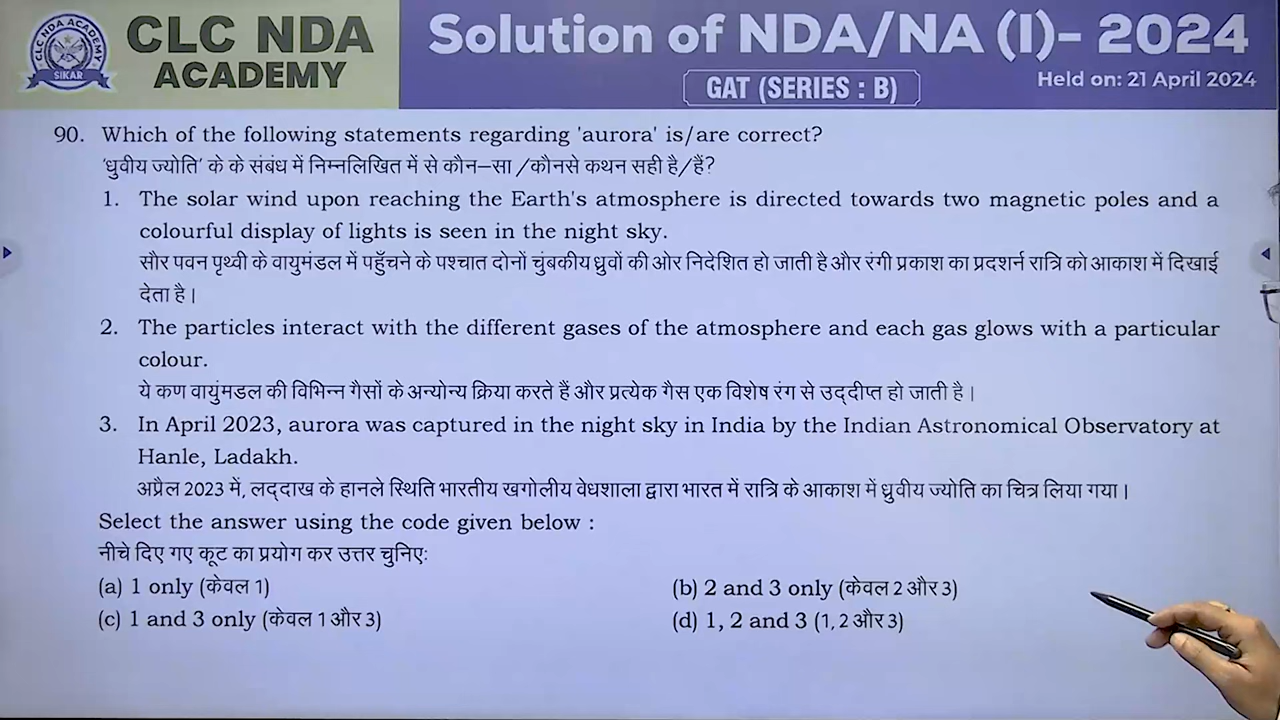 CLC NDA ACADEMY
SIKAR
CLC NDA
ACADEMY
Solution of NDA/NA (I)- 2024
GAT (SERIES : B)
Held on: 21 April 2024
90. Which of the following statements regarding 'aurora' is/are correct?
'ध्रुवीय ज्योति' के के संबंध में निम्नलिखित में से कौन–सा /कौनसे कथन सही है/हैं?
1. The solar wind upon reaching the Earth's atmosphere is directed towards two magnetic poles and a
colourful display of lights is seen in the night sky.
सौर पवन पृथ्वी के वायुमंडल में पहुँचने के पश्चात दोनों चुंबकीय ध्रुवों की ओर निदेशित हो जाती है और रंगी प्रकाश का प्रदशर्न रात्रि को आकाश में दिखाई
देता है।
2. The particles interact with the different gases of the atmosphere and each gas glows with a particular
colour.
ये कण वायुंमडल की विभिन्न गैसों के अन्योन्य क्रिया करते हैं और प्रत्येक गैस एक विशेष रंग से उद्दीप्त हो जाती है।
3. In April 2023, aurora was captured in the night sky in India by the Indian Astronomical Observatory at
Hanle, Ladakh.
अप्रैल 2023 में, लद्दाख के हानले स्थिति भारतीय खगोलीय वेधशाला द्वारा भारत में रात्रि के आकाश में ध्रुवीय ज्योति का चित्र लिया गया।
Select the answer using the code given below :
नीचे दिए गए कूट का प्रयोग कर उत्तर चुनिए:
(a) 1 only (केवल 1)
(b) 2 and 3 only (केवल 2 और 3)
(c) 1 and 3 only (केवल 1 और 3)
(d) 1, 2 and 3 (1, 2 और 3)